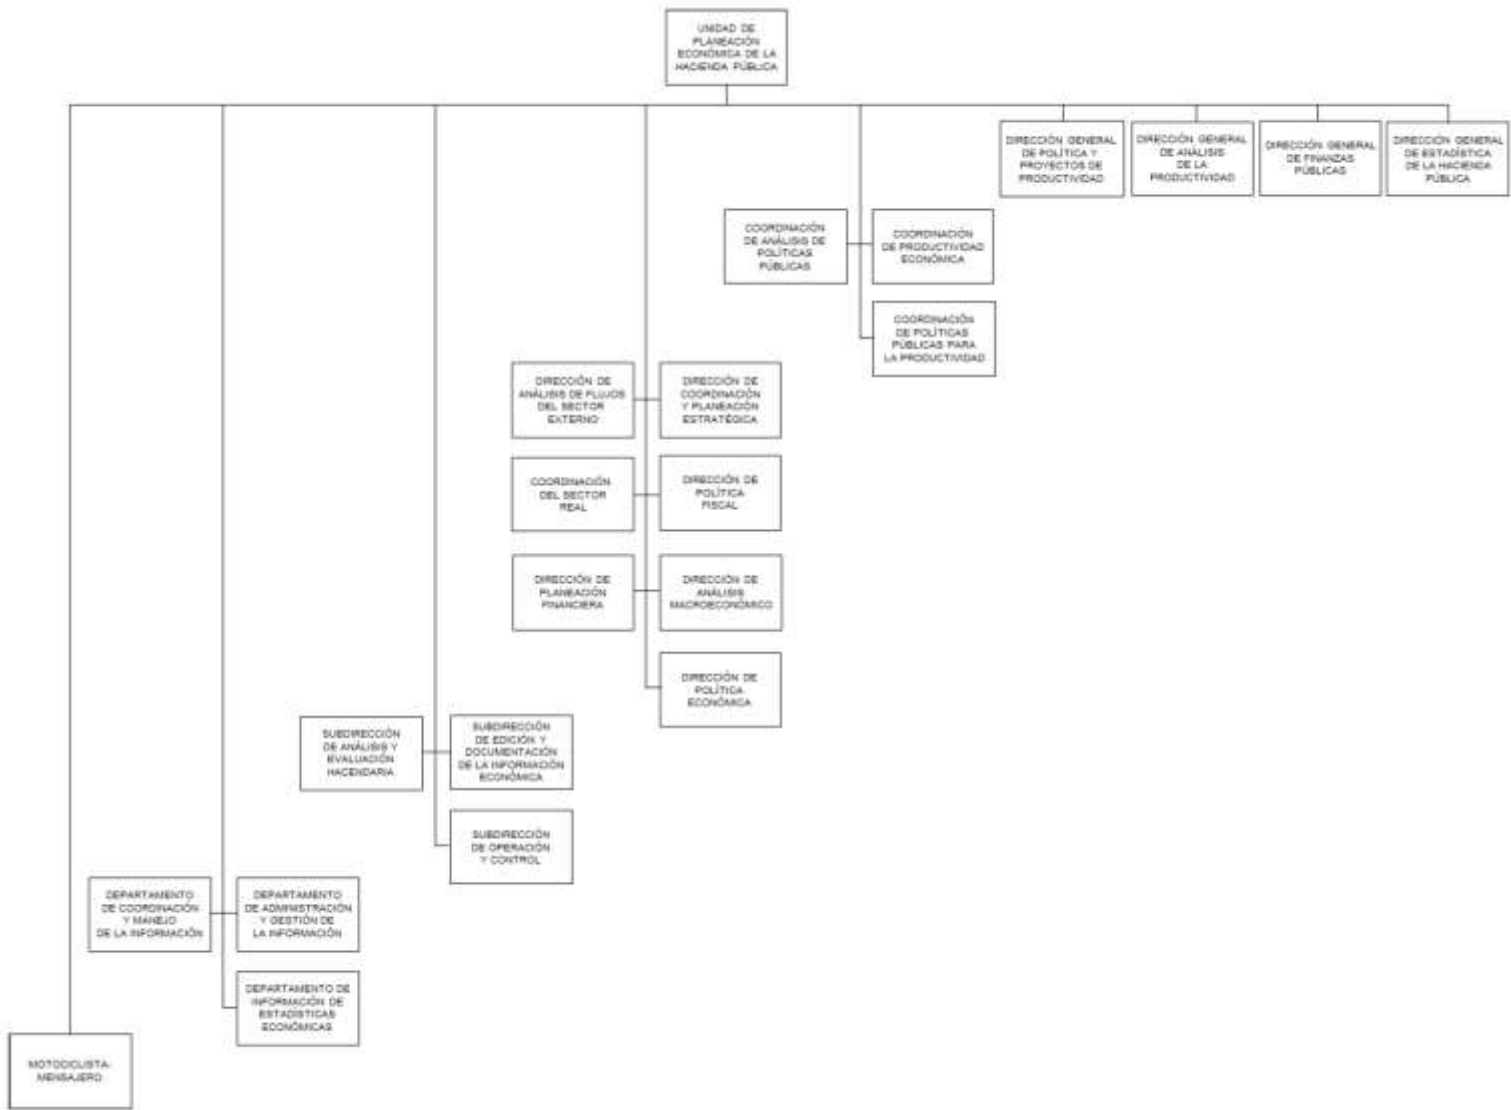 UNIDAD DE
PLANEACIÓN
ECONÓMICA DE LA
HACIENDA PÚBLICA
DIRECCIÓN GENERAL
DE POLÍTICA Y
PROYECTOS DE
PRODUCTIVIDAD
DIRECCIÓN GENERAL
DE ANÁLISIS
DE LA
PRODUCTIVIDAD
DIRECCIÓN GENERAL
DE FINANZAS
PÚBLICAS
DIRECCIÓN GENERAL
DE ESTADÍSTICA
DE LA HACIENDA
PÚBLICA
COORDINACIÓN
DE ANÁLISIS DE
POLÍTICAS
PÚBLICAS
COORDINACIÓN
DE PRODUCTIVIDAD
ECONÓMICA
COORDINACIÓN
DE POLÍTICAS
PÚBLICAS PARA
LA PRODUCTIVIDAD
DIRECCIÓN DE
ANÁLISIS DE FLUJOS
DEL SECTOR
EXTERNO
DIRECCIÓN DE
COORDINACIÓN
Y PLANEACIÓN
ESTRATÉGICA
COORDINACIÓN
DEL SECTOR
REAL
DIRECCIÓN DE
POLÍTICA
FISCAL
DIRECCIÓN DE
PLANEACIÓN
FINANCIERA
DIRECCIÓN DE
ANÁLISIS
MACROECONÓMICO
DIRECCIÓN DE
POLÍTICA
ECONÓMICA
SUBDIRECCIÓN
DE ANÁLISIS Y
EVALUACIÓN
HACENDARIA
SUBDIRECCIÓN
DE EDICIÓN Y
DOCUMENTACIÓN
DE LA INFORMACIÓN
ECONÓMICA
SUBDIRECCIÓN
DE OPERACIÓN
Y CONTROL
DEPARTAMENTO
DE COORDINACIÓN
Y MANEJO
DE LA INFORMACIÓN
DEPARTAMENTO
DE ADMINISTRACIÓN
Y GESTIÓN DE
LA INFORMACIÓN
DEPARTAMENTO DE
INFORMACIÓN DE
ESTADÍSTICAS
ECONÓMICAS
MOTOCICLISTA-
MENSAJERO